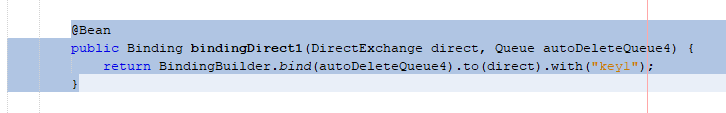 @Bean
public Binding bindingDirect1(DirectExchange direct, Queue autoDeleteQueue4) {
return BindingBuilder.bind(autoDeleteQueue4).to(direct).with("key1");
}